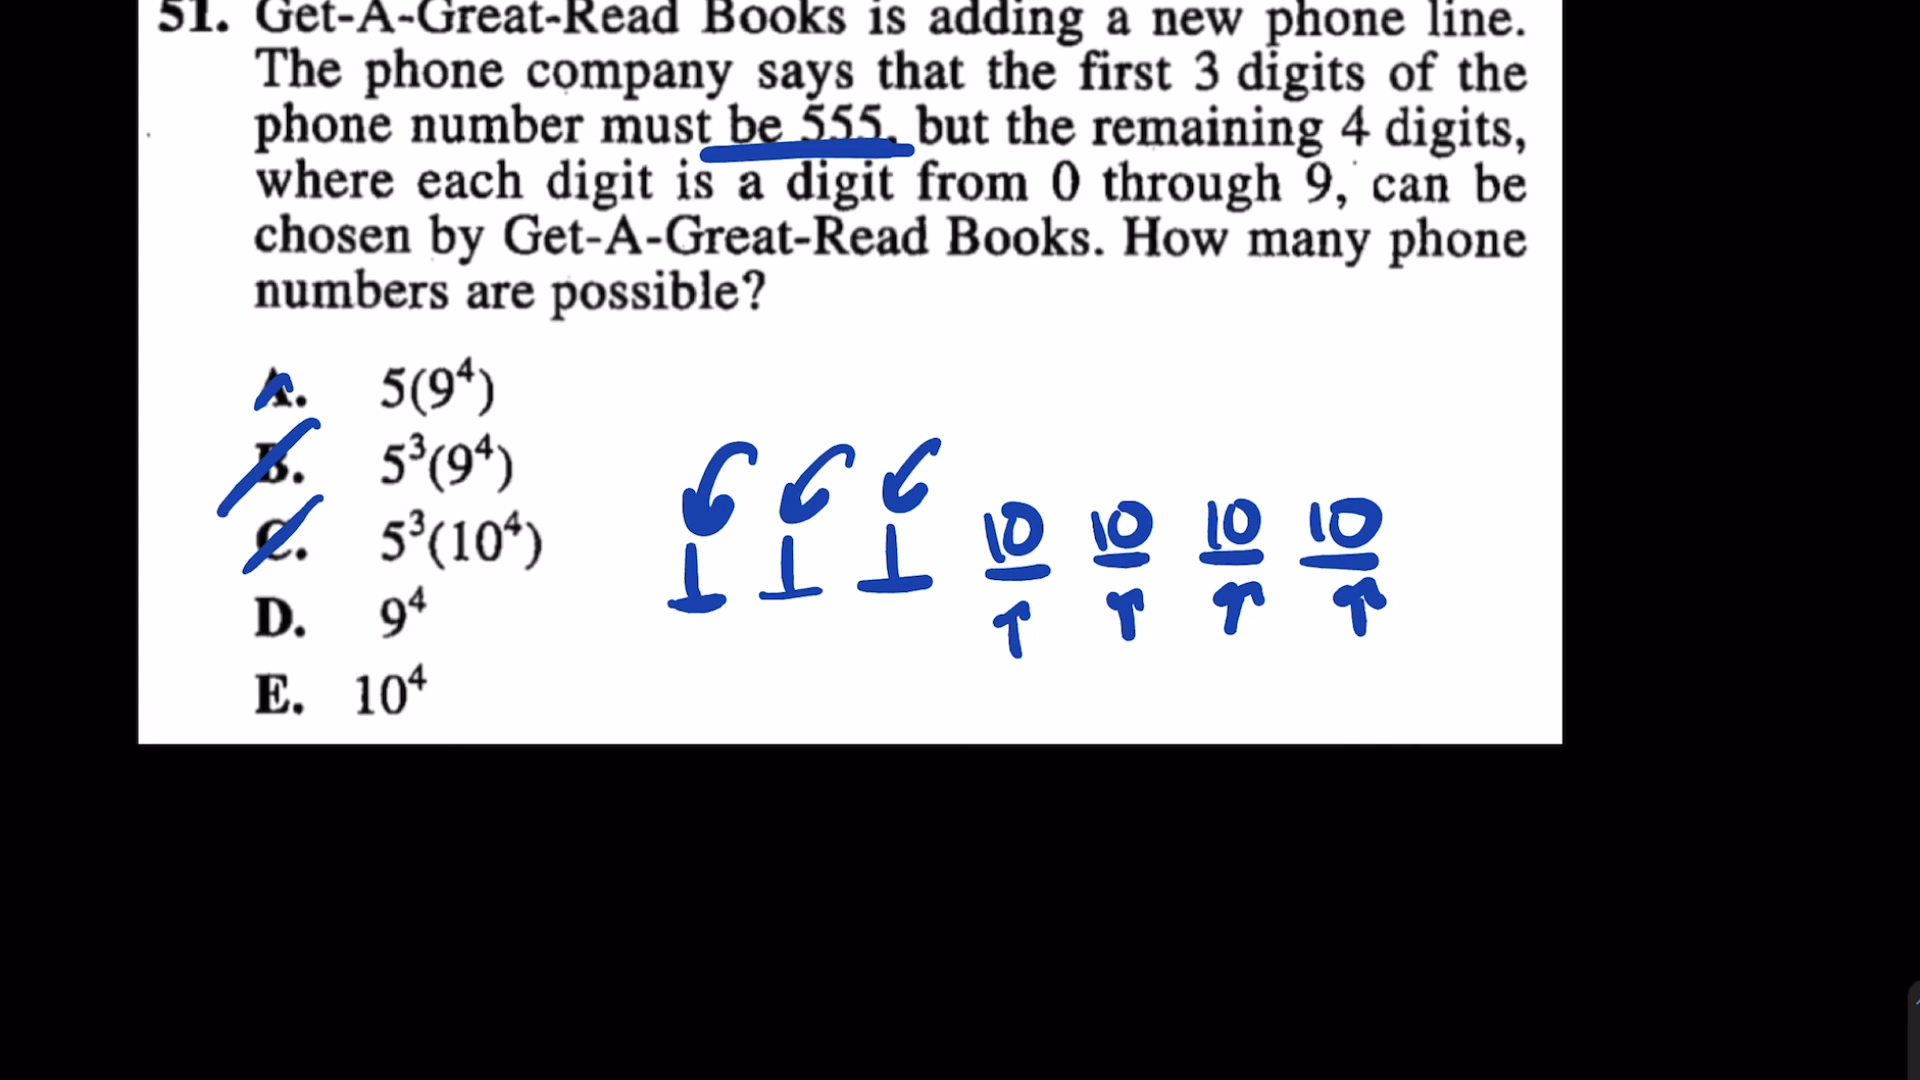 51. Get-A-Great-Read Books is adding a new phone line.
The phone company says that the first 3 digits of the
phone number must be 555, but the remaining 4 digits,
where each digit is a digit from 0 through 9, can be
chosen by Get-A-Great-Read Books. How many phone
numbers are possible?
A. 5(9⁴)
B. 5³(9⁴)
C. 5³(10⁴)
D. 9⁴
E. 10⁴
1 1 1 10 10 10 10